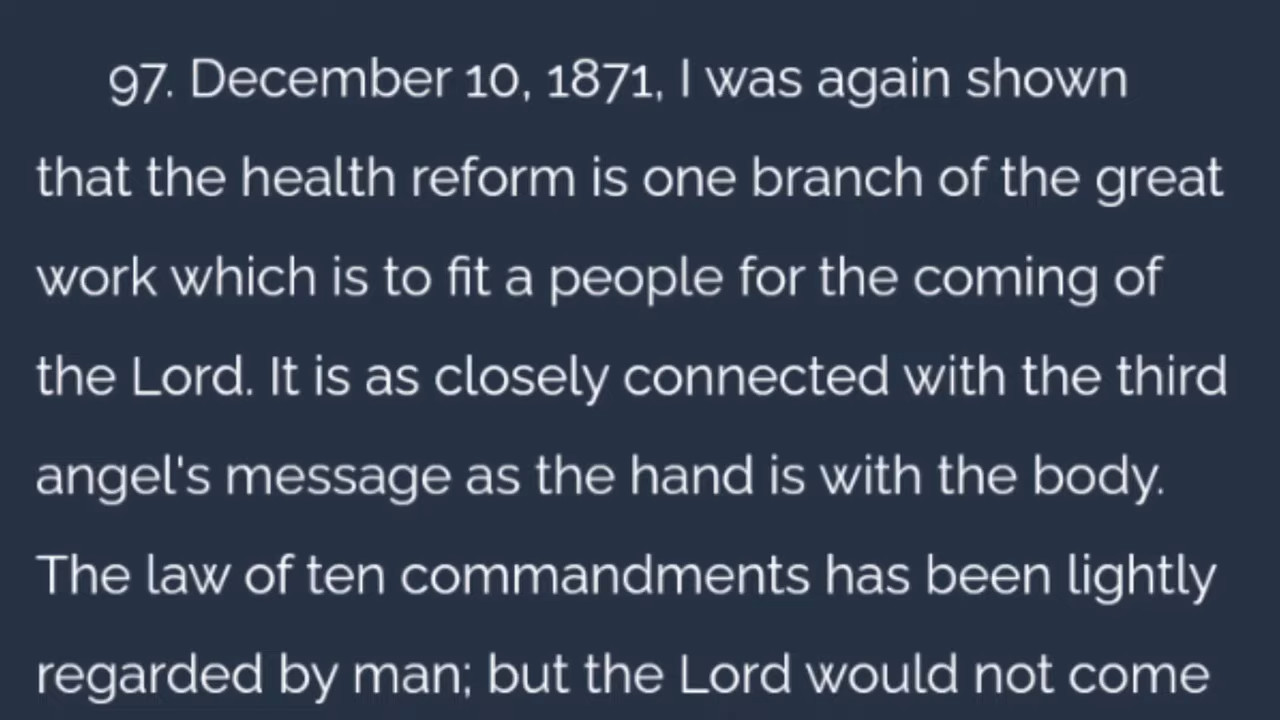 97. December 10, 1871, I was again shown
that the health reform is one branch of the great
work which is to fit a people for the coming of
the Lord. It is as closely connected with the third
angel's message as the hand is with the body.
The law of ten commandments has been lightly
regarded by man; but the Lord would not come